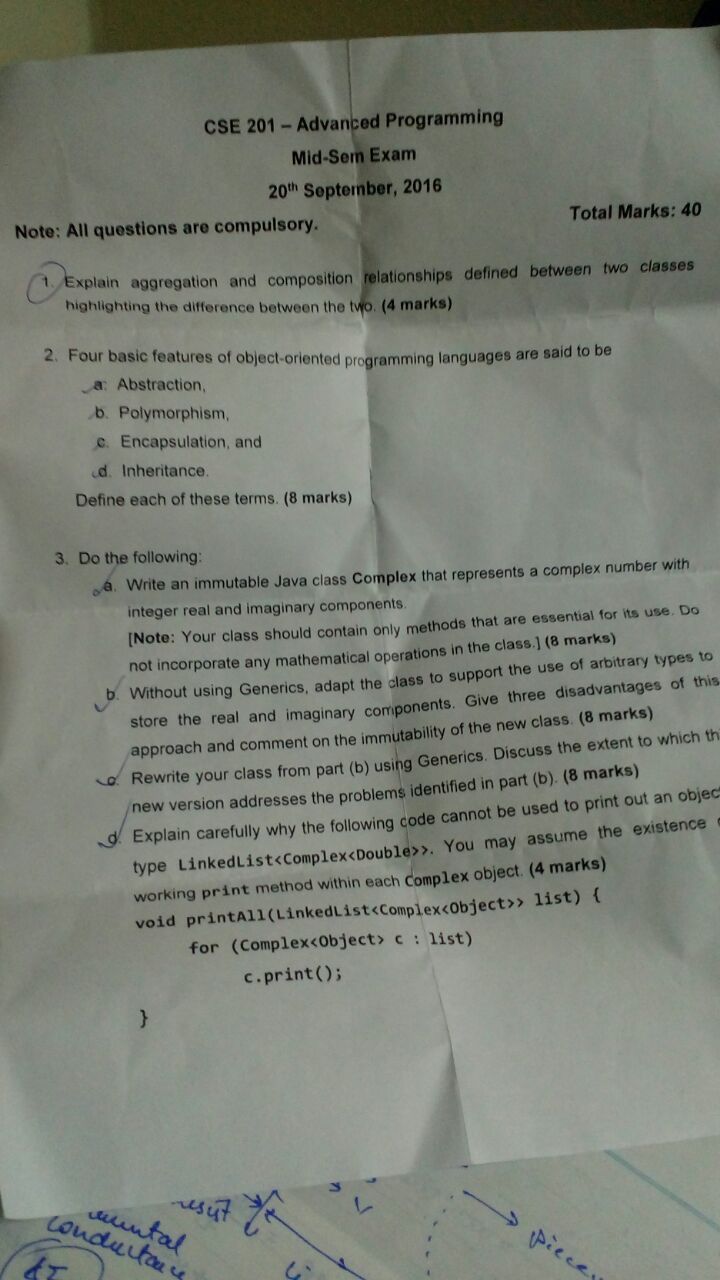 CSE 201 – Advanced Programming
Mid-Sem Exam
20th September, 2016
Total Marks: 40
Note: All questions are compulsory.
1. Explain aggregation and composition relationships defined between two classes
highlighting the difference between the two. (4 marks)
2. Four basic features of object-oriented programming languages are said to be
a. Abstraction,
b. Polymorphism,
c. Encapsulation, and
d. Inheritance.
Define each of these terms. (8 marks)
3. Do the following:
a. Write an immutable Java class Complex that represents a complex number with
integer real and imaginary components.
[Note: Your class should contain only methods that are essential for its use. Do
not incorporate any mathematical operations in the class.] (8 marks)
b. Without using Generics, adapt the class to support the use of arbitrary types to
store the real and imaginary components. Give three disadvantages of this
approach and comment on the immutability of the new class. (8 marks)
c. Rewrite your class from part (b) using Generics. Discuss the extent to which th
new version addresses the problems identified in part (b). (8 marks)
d. Explain carefully why the following code cannot be used to print out an objec
type LinkedList<Complex<Double>>. You may assume the existence
working print method within each Complex object. (4 marks)
void printAll(LinkedList<Complex<Object>> list) {
for (Complex<Object> c : list)
c.print();
}